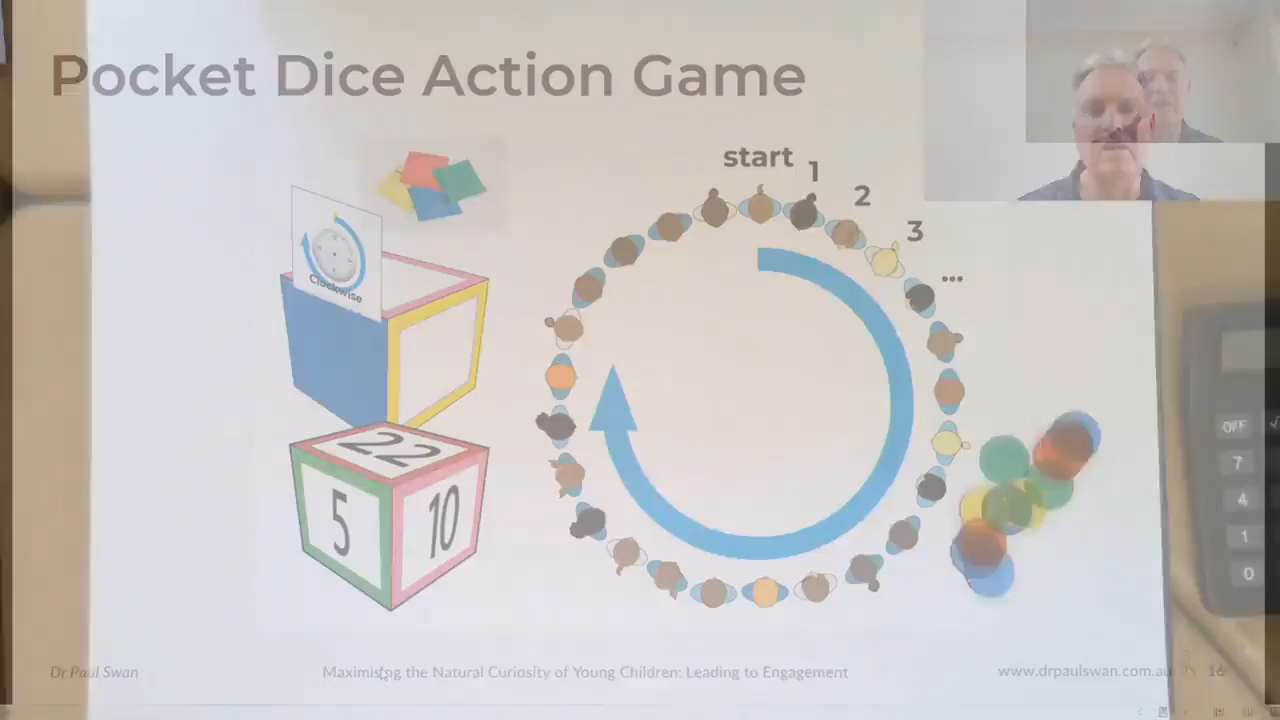 Pocket Dice Action Game
start
1
2
3
...
Clockwise
22
5
10
OFF
7
4
1
0
Dr Paul Swan
Maximising the Natural Curiosity of Young Children: Leading to Engagement
www.drpaulswan.com.au
16